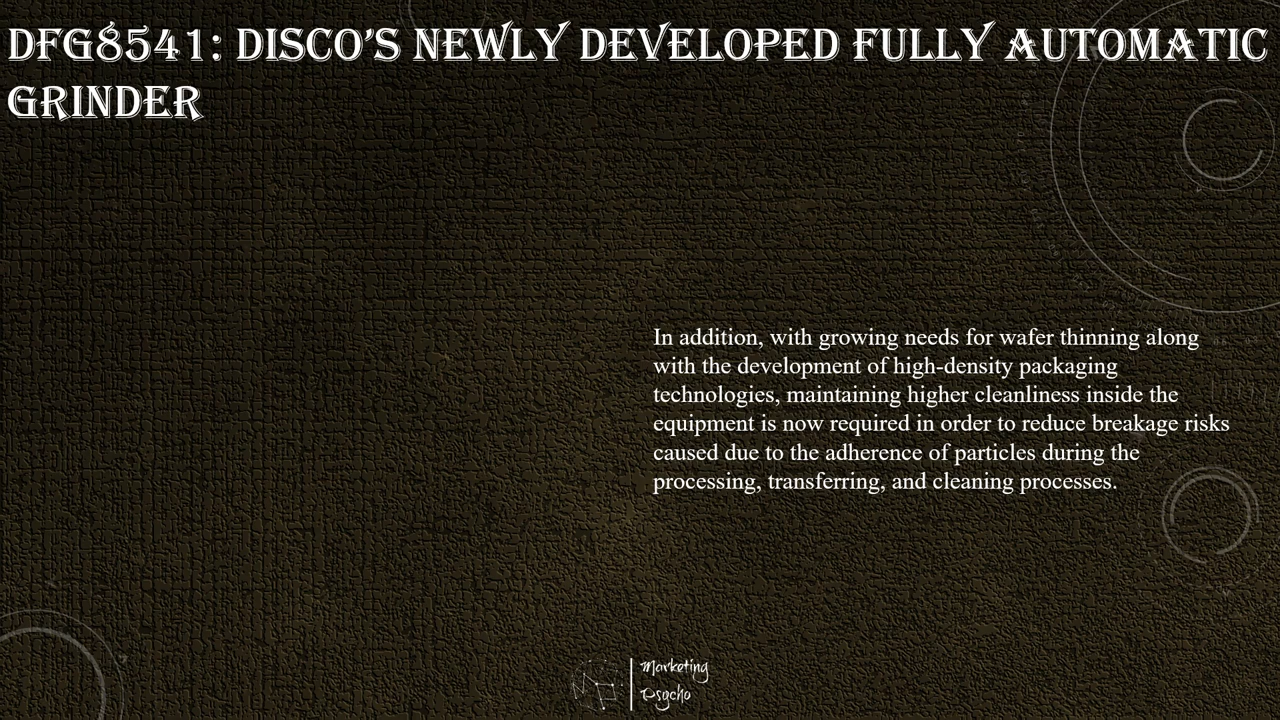 DFG8541: DISCO’S NEWLY DEVELOPED FULLY AUTOMATIC
GRINDER
In addition, with growing needs for wafer thinning along
with the development of high-density packaging
technologies, maintaining higher cleanliness inside the
equipment is now required in order to reduce breakage risks
caused due to the adherence of particles during the
processing, transferring, and cleaning processes.
Marketing
Psycho